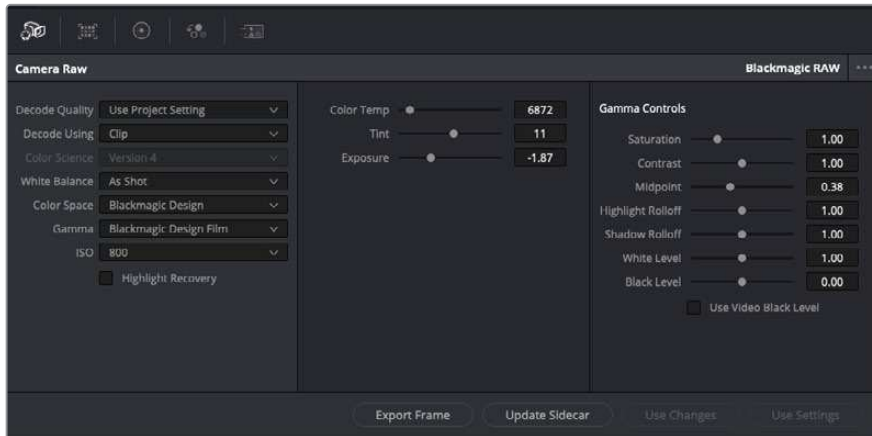 Camera Raw
Blackmagic RAW
Decode Quality Use Project Setting
Decode Using Clip
Color Science Version 4
White Balance As Shot
Color Space Blackmagic Design
Gamma Blackmagic Design Film
ISO 800
Highlight Recovery
Color Temp 6872
Tint 11
Exposure -1.87
Gamma Controls
Saturation 1.00
Contrast 1.00
Midpoint 0.38
Highlight Rolloff 1.00
Shadow Rolloff 1.00
White Level 1.00
Black Level 0.00
Use Video Black Level
Export Frame Update Sidecar Use Changes Use Settings